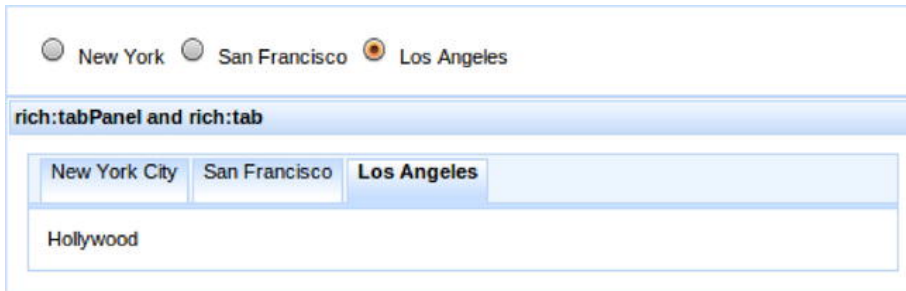 New York San Francisco Los Angeles
rich:tabPanel and rich:tab
New York City San Francisco Los Angeles
Hollywood